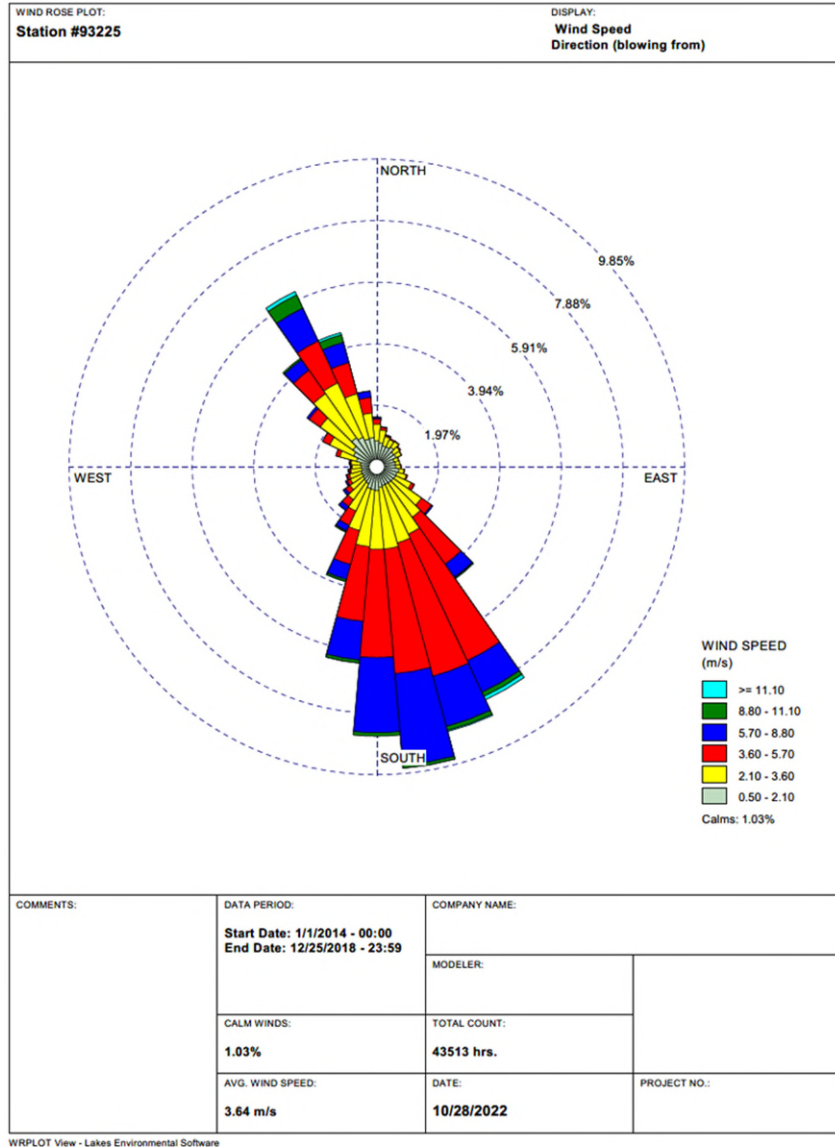 WIND ROSE PLOT:
Station #93225
DISPLAY:
Wind Speed
Direction (blowing from)
NORTH
9.85%
7.88%
5.91%
3.94%
1.97%
WEST
EAST
SOUTH
WIND SPEED
(m/s)
>= 11.10
8.80 - 11.10
5.70 - 8.80
3.60 - 5.70
2.10 - 3.60
0.50 - 2.10
Calms: 1.03%
COMMENTS:
DATA PERIOD:
Start Date: 1/1/2014 - 00:00
End Date: 12/25/2018 - 23:59
COMPANY NAME:
MODELER:
CALM WINDS:
1.03%
TOTAL COUNT:
43513 hrs.
AVG. WIND SPEED:
3.64 m/s
DATE:
10/28/2022
PROJECT NO.:
WRPLOT View - Lakes Environmental Software